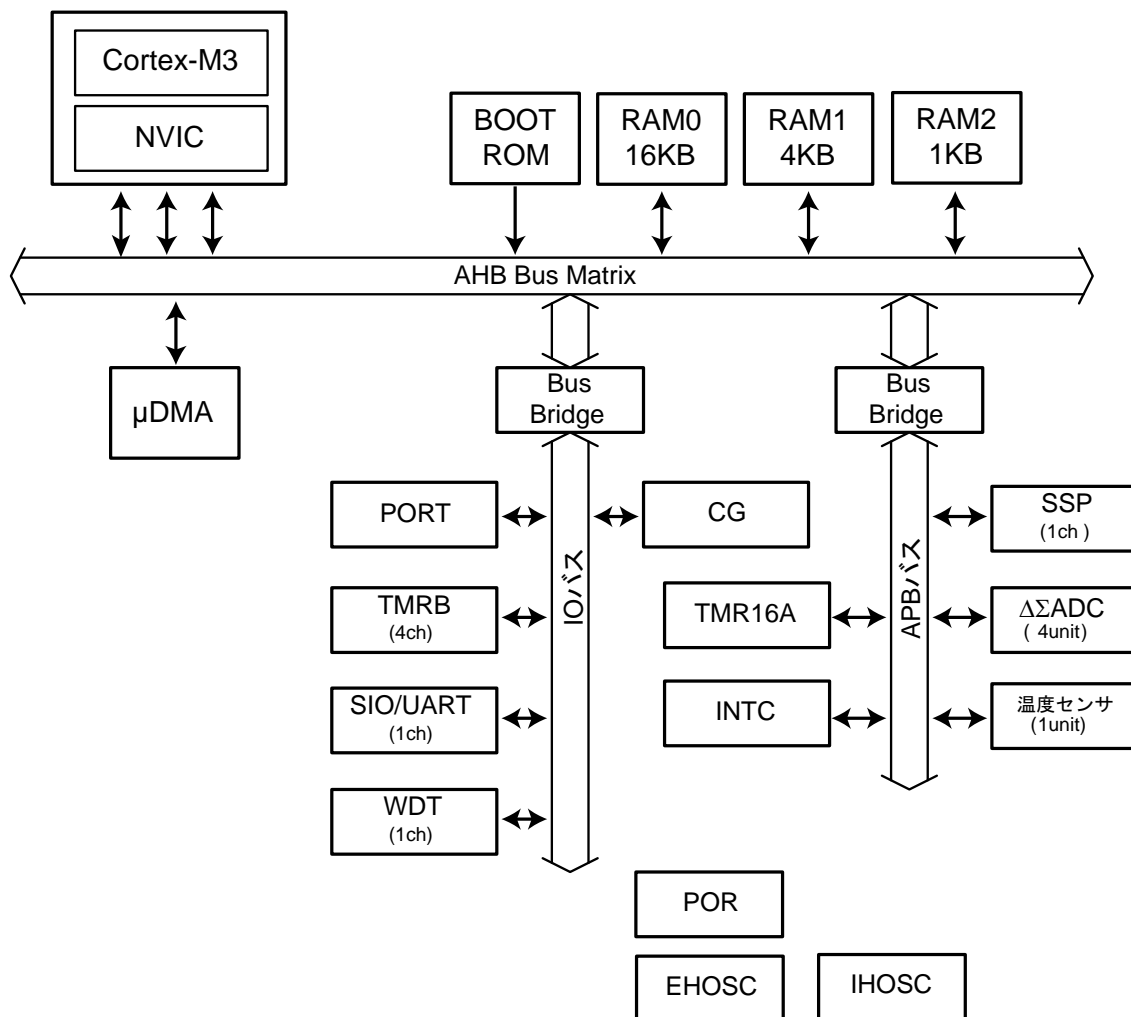 Cortex-M3
NVIC
BOOT
ROM
RAM0
16KB
RAM1
4KB
RAM2
1KB
AHB Bus Matrix
μDMA
Bus
Bridge
Bus
Bridge
PORT
CG
SSP
(1ch )
IOバス
APBバス
TMRB
(4ch)
TMR16A
ΔΣADC
( 4unit)
SIO/UART
(1ch)
INTC
温度センサ
(1unit)
WDT
(1ch)
POR
EHOSC
IHOSC